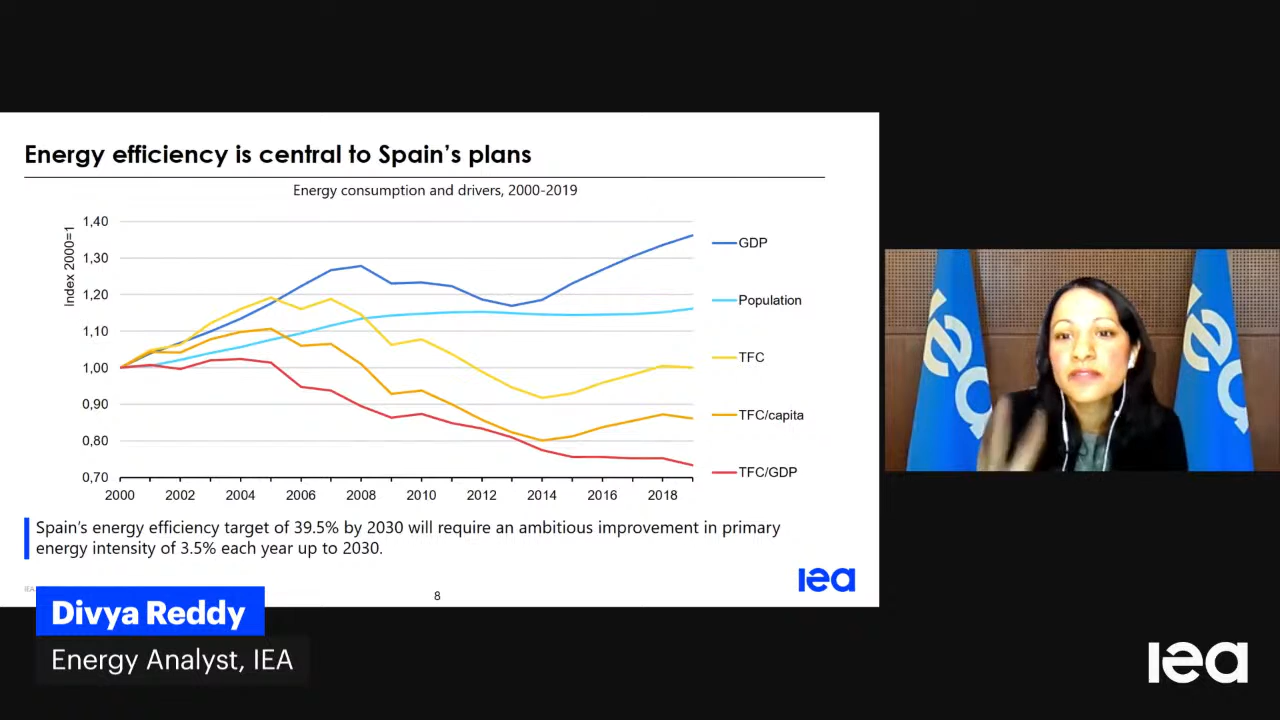 Energy efficiency is central to Spain's plans
Energy consumption and drivers, 2000-2019
Index 2000=1
1,40
1,30
1,20
1,10
1,00
0,90
0,80
0,70
2000 2002 2004 2006 2008 2010 2012 2014 2016 2018
GDP
Population
TFC
TFC/capita
TFC/GDP
Spain's energy efficiency target of 39.5% by 2030 will require an ambitious improvement in primary
energy intensity of 3.5% each year up to 2030.
8
iea
Divya Reddy
Energy Analyst, IEA
iea
iea
iea